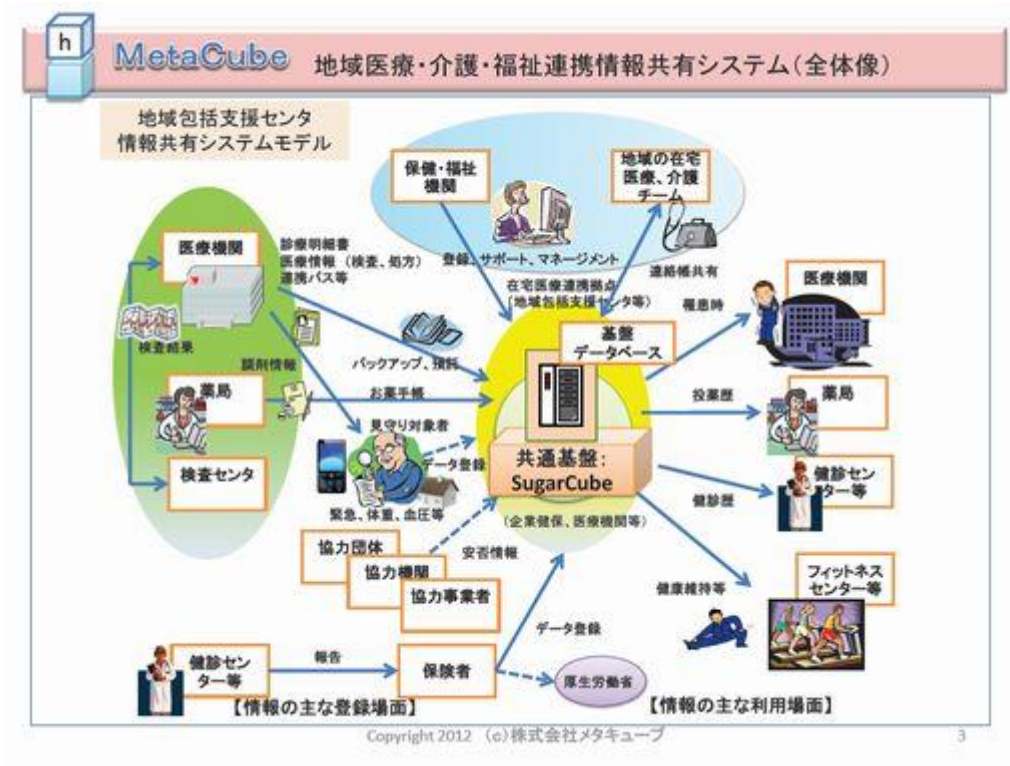 h
MetaCube 地域医療・介護・福祉連携情報共有システム(全体像)
地域包括支援センタ
情報共有システムモデル
保健・福祉
機関
地域の在宅
医療、介護
チーム
医療機関
診療明細書
医療情報（検査、処方）
連携パス等
登録、サポート、マネージメント
連絡帳共有
在宅医療連携拠点
(地域包括支援センタ等)
罹患時
医療機関
検査結果
調剤情報
バックアップ、預託
基盤
データベース
薬局
お薬手帳
投薬歴
薬局
見守り対象者
データ登録
検査センタ
共通基盤:
SugarCube
健診セン
ター等
健診歴
緊急、体重、血圧等
(企業健保、医療機関等)
協力団体
協力機関
協力事業者
安否情報
健康維持等
フィットネス
センター等
データ登録
健診セン
ター等
報告
保険者
厚生労働省
【情報の主な登録場面】
【情報の主な利用場面】
Copyright 2012 （c)株式会社メタキューブ
3